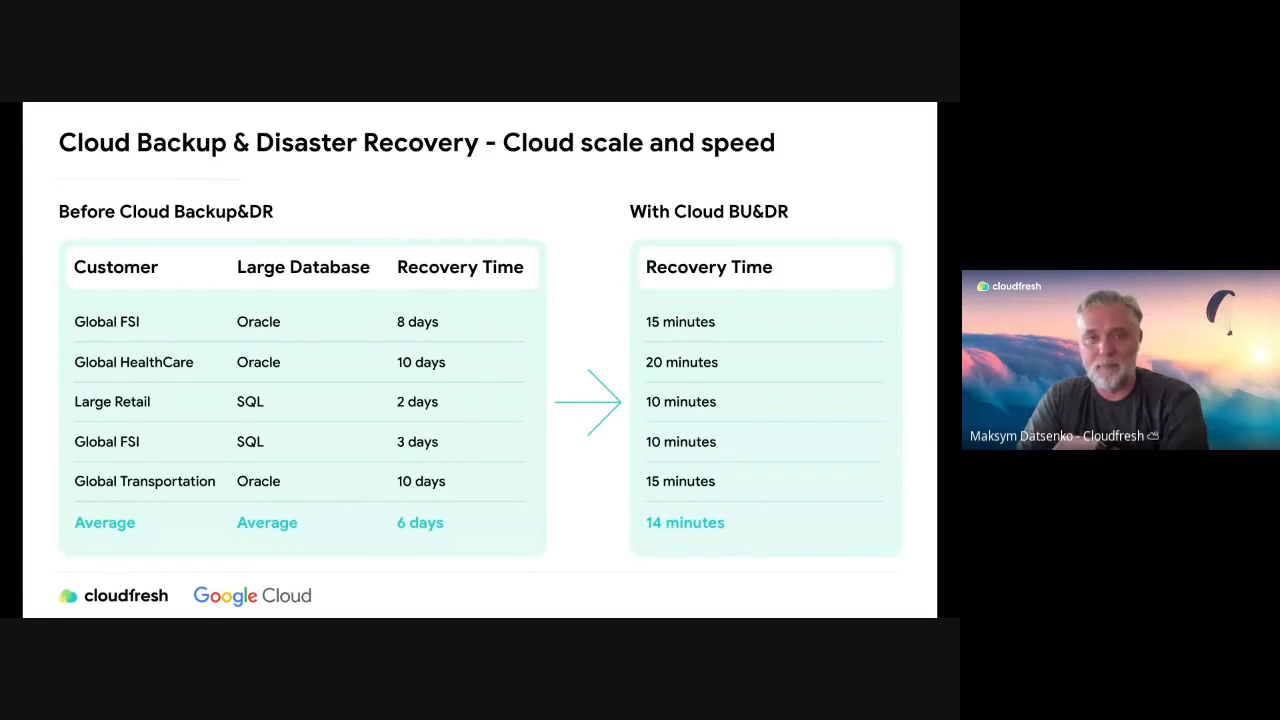 Cloud Backup & Disaster Recovery - Cloud scale and speed
Before Cloud Backup&DR
Customer Large Database Recovery Time
Global FSI Oracle 8 days
Global HealthCare Oracle 10 days
Large Retail SQL 2 days
Global FSI SQL 3 days
Global Transportation Oracle 10 days
Average Average 6 days
With Cloud BU&DR
Recovery Time
15 minutes
20 minutes
10 minutes
10 minutes
15 minutes
14 minutes
cloudfresh Google Cloud
cloudfresh
Maksym Datsenko - Cloudfresh